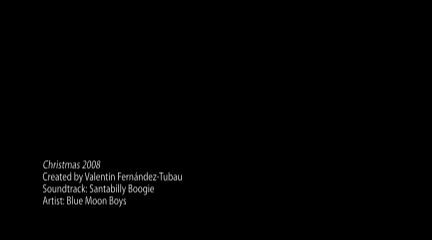 Christmas 2008
Created by Valentín Fernández-Tubau
Soundtrack: Santabilly Boogie
Artist: Blue Moon Boys